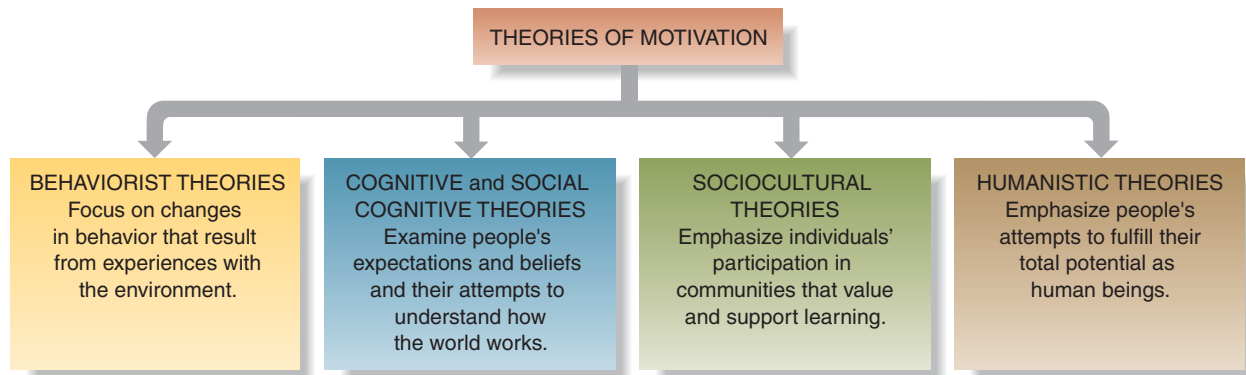 THEORIES OF MOTIVATION
BEHAVIORIST THEORIES
Focus on changes
in behavior that result
from experiences with
the environment.
COGNITIVE and SOCIAL
COGNITIVE THEORIES
Examine people's
expectations and beliefs
and their attempts to
understand how
the world works.
SOCIOCULTURAL
THEORIES
Emphasize individuals’
participation in
communities that value
and support learning.
HUMANISTIC THEORIES
Emphasize people's
attempts to fulfill their
total potential as
human beings.